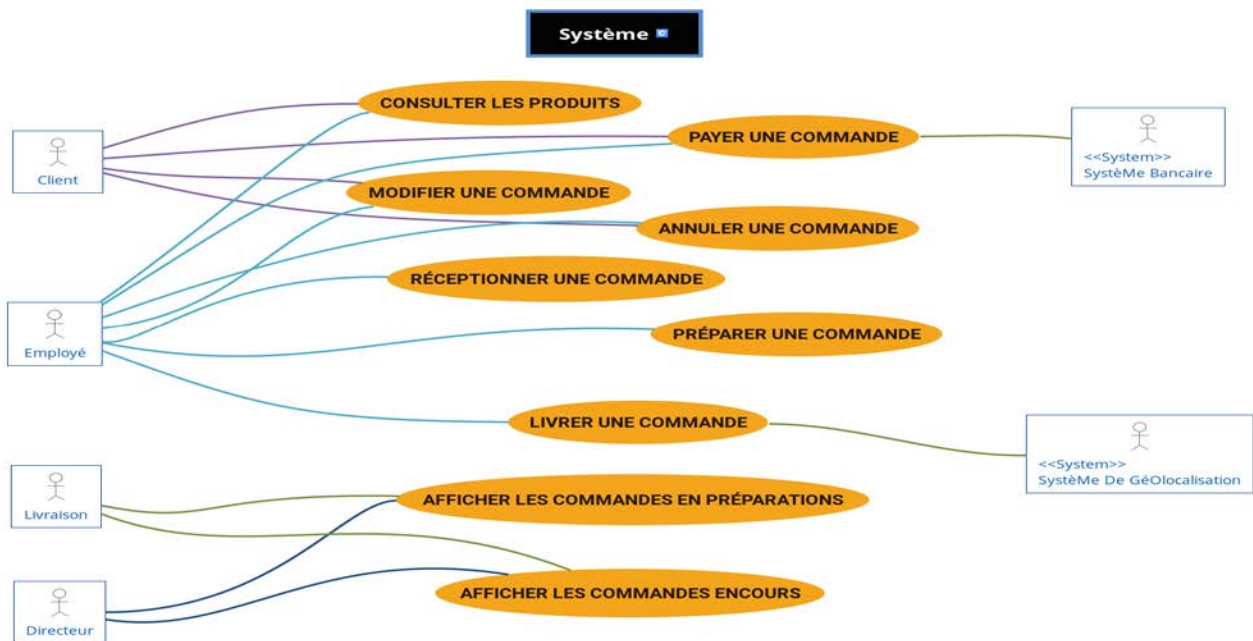 Système
CONSULTER LES PRODUITS
PAYER UNE COMMANDE
<<System>>
SystèMe Bancaire
Client
MODIFIER UNE COMMANDE
ANNULER UNE COMMANDE
RÉCEPTIONNER UNE COMMANDE
PRÉPARER UNE COMMANDE
Employé
LIVRER UNE COMMANDE
<<System>>
SystèMe De GéOlocalisation
Livraison
AFFICHER LES COMMANDES EN PRÉPARATIONS
AFFICHER LES COMMANDES ENCOURS
Directeur